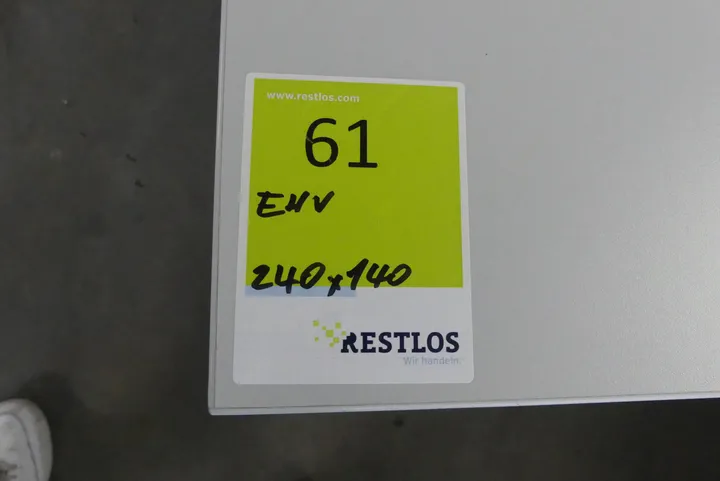 www.restlos.com
61
EHV
240x140
RESTLOS
Wir handeln